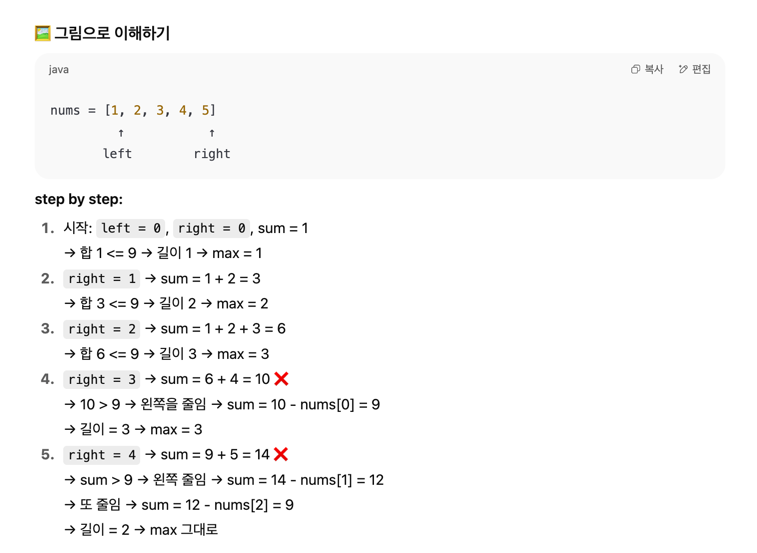 🖼️ 그림으로 이해하기
java 복사 편집
nums = [1, 2, 3, 4, 5]
↑ ↑
left right
step by step:
1. 시작: left = 0, right = 0, sum = 1
→ 합 1 <= 9 → 길이 1 → max = 1
2. right = 1 → sum = 1 + 2 = 3
→ 합 3 <= 9 → 길이 2 → max = 2
3. right = 2 → sum = 1 + 2 + 3 = 6
→ 합 6 <= 9 → 길이 3 → max = 3
4. right = 3 → sum = 6 + 4 = 10 ❌
→ 10 > 9 → 왼쪽을 줄임 → sum = 10 - nums[0] = 9
→ 길이 = 3 → max = 3
5. right = 4 → sum = 9 + 5 = 14 ❌
→ sum > 9 → 왼쪽 줄임 → sum = 14 - nums[1] = 12
→ 또 줄임 → sum = 12 - nums[2] = 9
→ 길이 = 2 → max 그대로